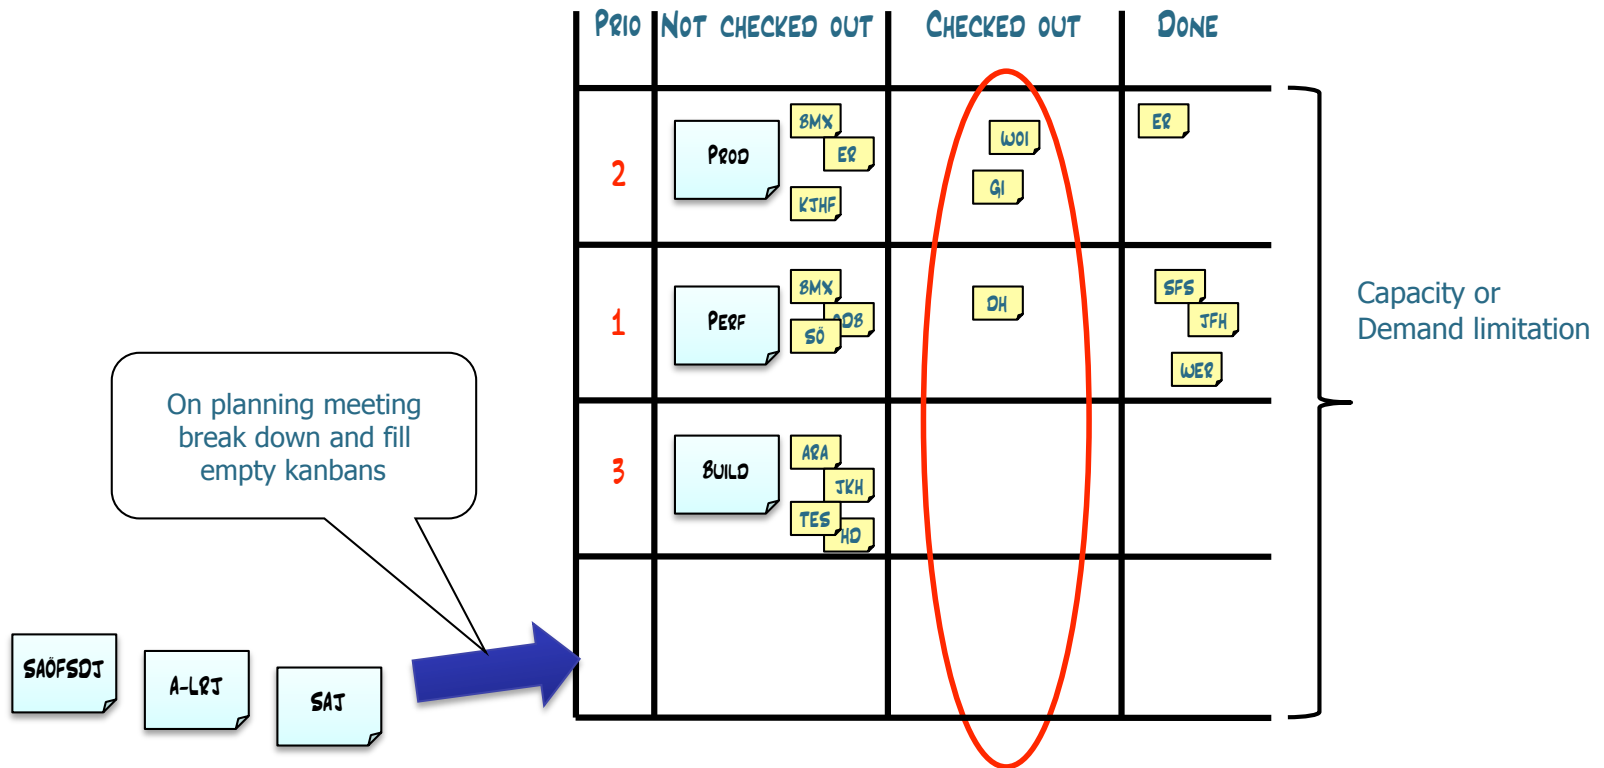 PRIO
NOT CHECKED OUT
CHECKED OUT
DONE
2
PROD
BMX
ER
KJHF
WOI
GI
ER
1
PERF
BMX
SÖ
DH
SFS
JFH
WER
Capacity or
Demand limitation
On planning meeting
break down and fill
empty kanbans
3
BUILD
ARA
JKH
TES
HD
SAÖFSDJ
A-LRJ
SAJ